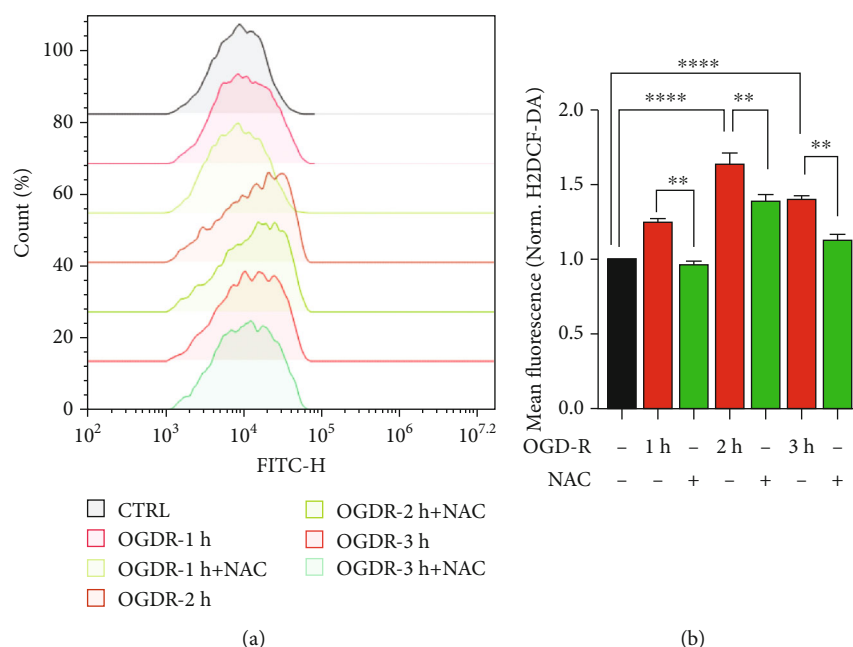 Count (%)
100
80
60
40
20
0
10²
10³
10⁴
10⁵
10⁶
10⁷·²
FITC-H
CTRL
OGDR-1 h
OGDR-1 h+NAC
OGDR-2 h
OGDR-2 h+NAC
OGDR-3 h
OGDR-3 h+NAC
(a)
Mean fluorescence (Norm. H2DCF-DA)
2.0
1.5
1.0
0.5
0.0
****
****
**
**
**
OGD-R – 1 h – 2 h – 3 h –
NAC – – + – + – +
(b)